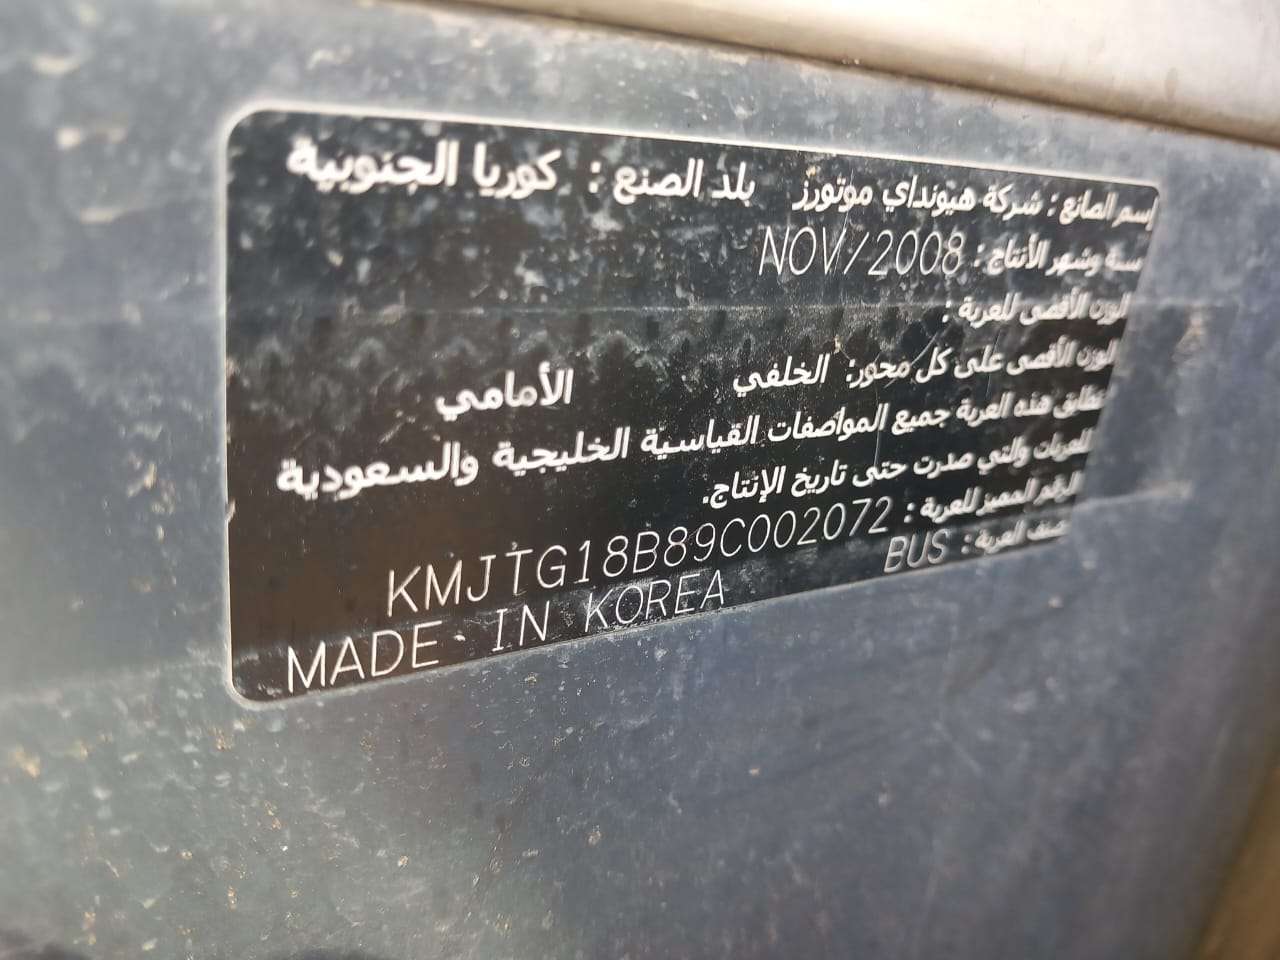 إسم الصانع : شركة هيونداي موتورز بلد الصنع : كوريا الجنوبية
سنة وشهر الأنتاج : NOV/2008
الوزن الأقصى للعربة :
الوزن الأقصى على كل محور: الخلفي الأمامي
تطابق هذه العربة جميع المواصفات القياسية الخليجية والسعودية
للعربات والتي صدرت حتى تاريخ الإنتاج.
الرقم المميز للعربة : KMJTG18B89C002072
صنف العربة : BUS
MADE IN KOREA